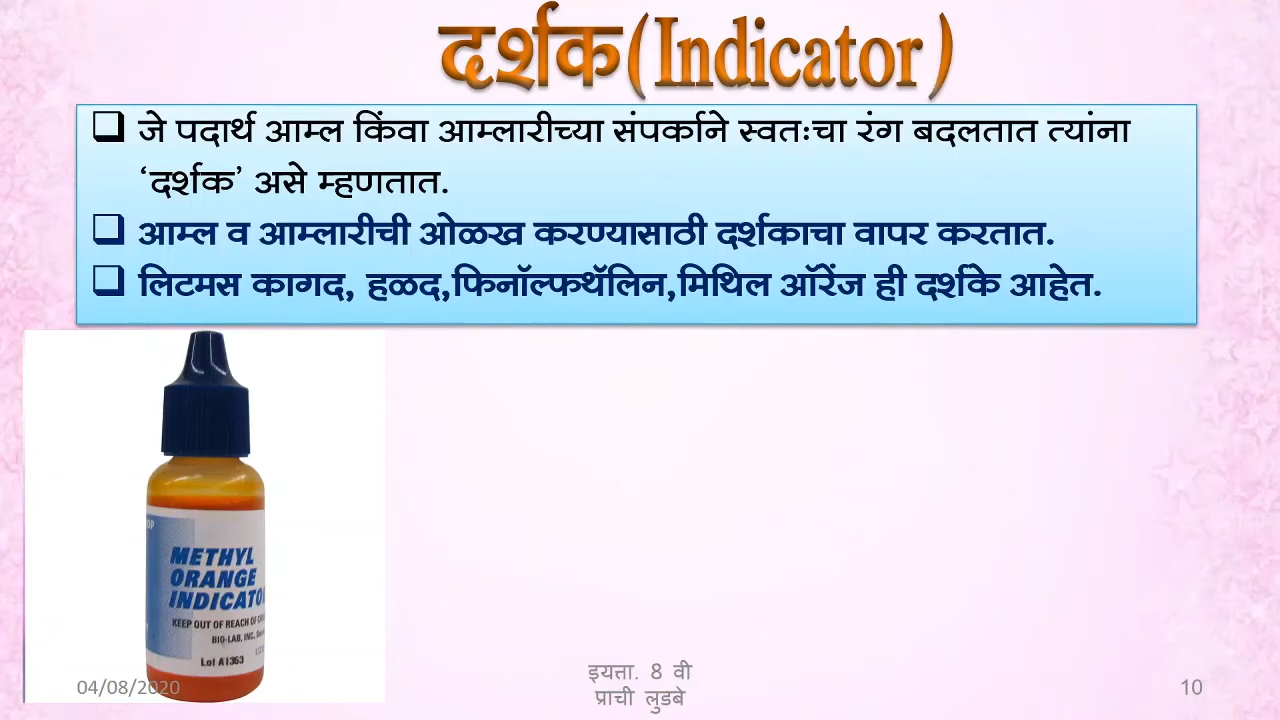 दर्शक(Indicator)
❑ जे पदार्थ आम्ल किंवा आम्लारीच्या संपर्काने स्वतःचा रंग बदलतात त्यांना
‘दर्शक’ असे म्हणतात.
❑ आम्ल व आम्लारीची ओळख करण्यासाठी दर्शकाचा वापर करतात.
❑ लिटमस कागद, हळद,फिनॉल्फथॅलिन,मिथिल ऑरेंज ही दर्शके आहेत.
METHYL
ORANGE
INDICATO
KEEP OUT OF REACH OF
BIO-LAB, INC.
Lot A1353
04/08/2020
इयत्ता. 8 वी
प्राची लुडबे
10